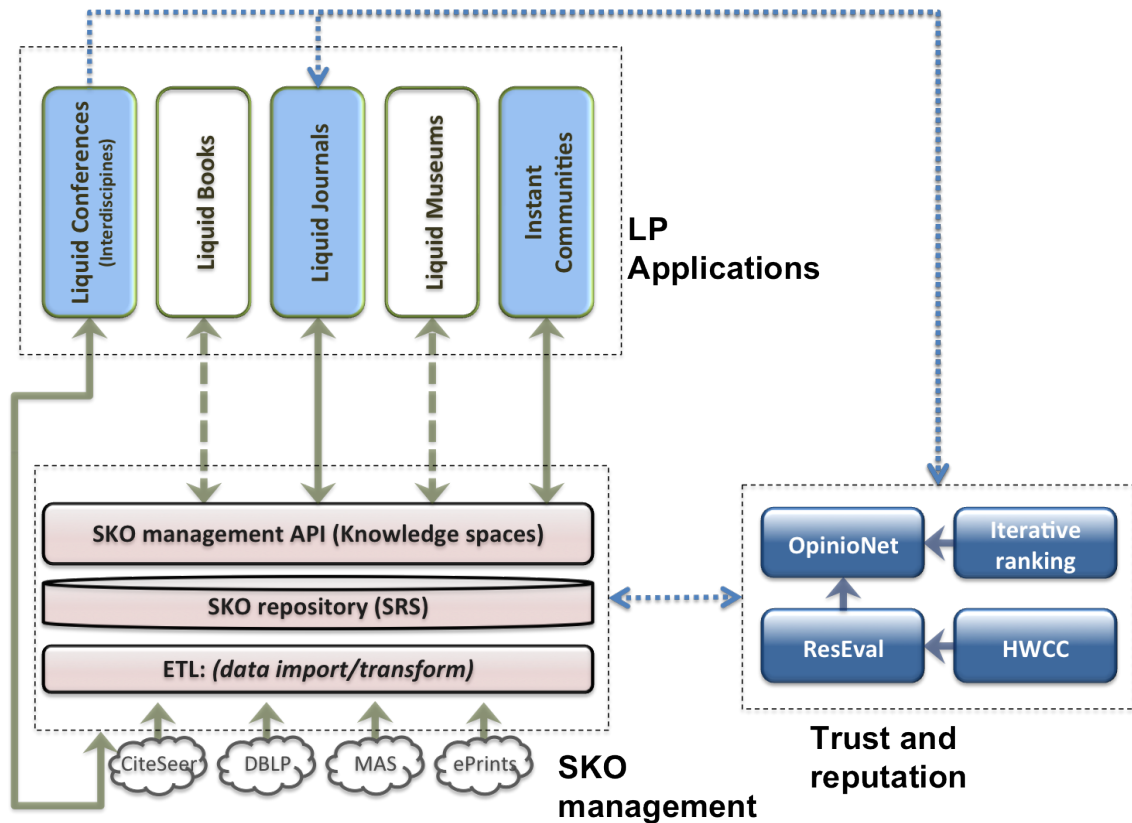 Liquid Conferences
(Interdiscipines)
Liquid Books
Liquid Journals
Liquid Museums
Instant
Communities
LP
Applications
SKO management API (Knowledge spaces)
SKO repository (SRS)
ETL: (data import/transform)
CiteSeer
DBLP
MAS
ePrints
SKO
management
OpinioNet
Iterative
ranking
ResEval
HWCC
Trust and
reputation